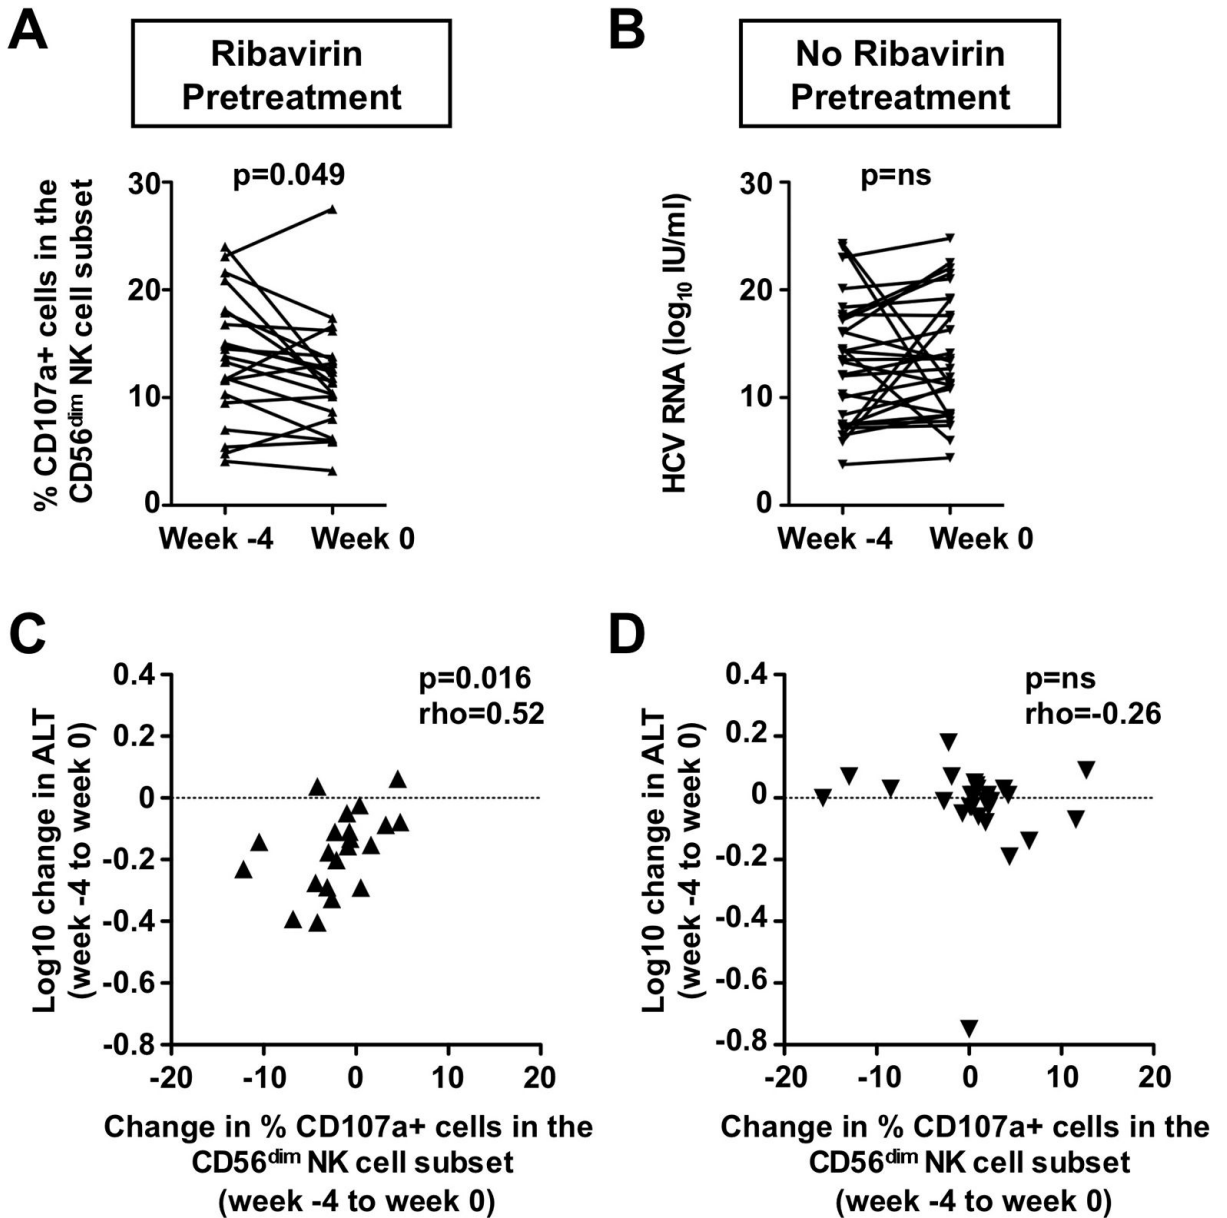 A
Ribavirin
Pretreatment
p=0.049
% CD107a+ cells in the
CD56dim NK cell subset
30
20
10
0
Week -4
Week 0
B
No Ribavirin
Pretreatment
p=ns
HCV RNA (log10 IU/ml)
30
20
10
0
Week -4
Week 0
C
p=0.016
rho=0.52
Log10 change in ALT
(week -4 to week 0)
0.4
0.2
0
-0.2
-0.4
-0.6
-0.8
-20
-10
0
10
20
Change in % CD107a+ cells in the
CD56dim NK cell subset
(week -4 to week 0)
D
p=ns
rho=-0.26
Log10 change in ALT
(week -4 to week 0)
0.4
0.2
0
-0.2
-0.4
-0.6
-0.8
-20
-10
0
10
20
Change in % CD107a+ cells in the
CD56dim NK cell subset
(week -4 to week 0)